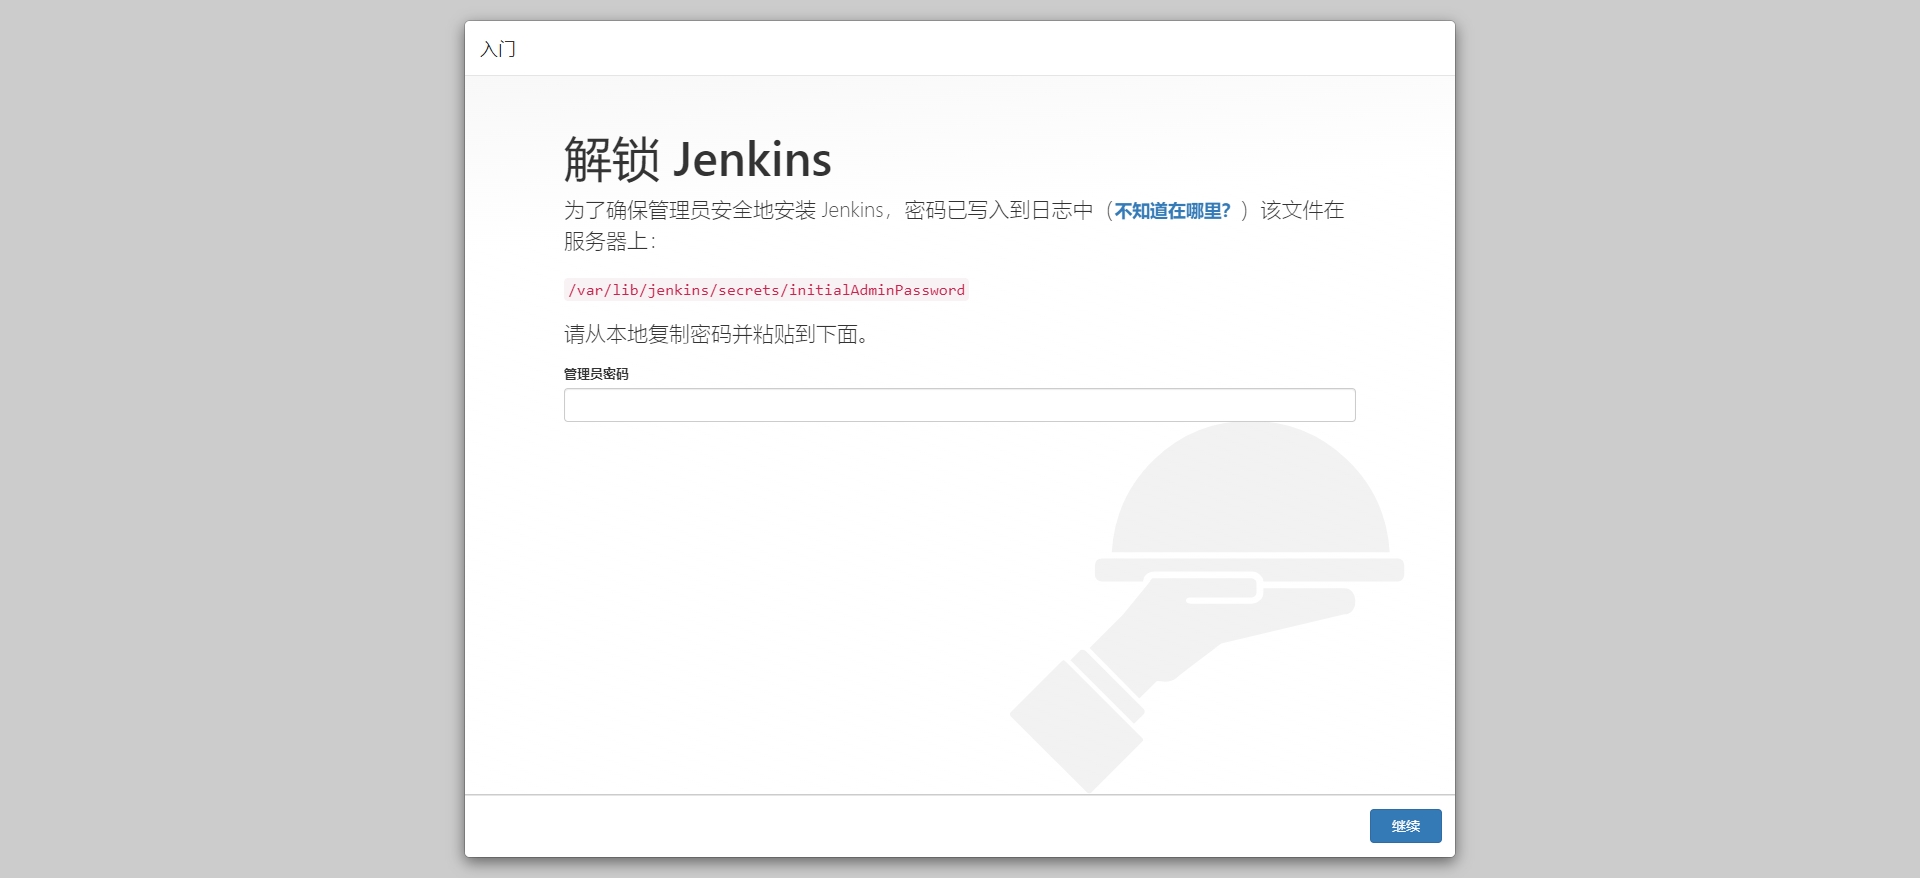 入门
解锁 Jenkins
为了确保管理员安全地安装 Jenkins，密码已写入到日志中（不知道在哪里？）该文件在
服务器上：
/var/lib/jenkins/secrets/initialAdminPassword
请从本地复制密码并粘贴到下面。
管理员密码
继续